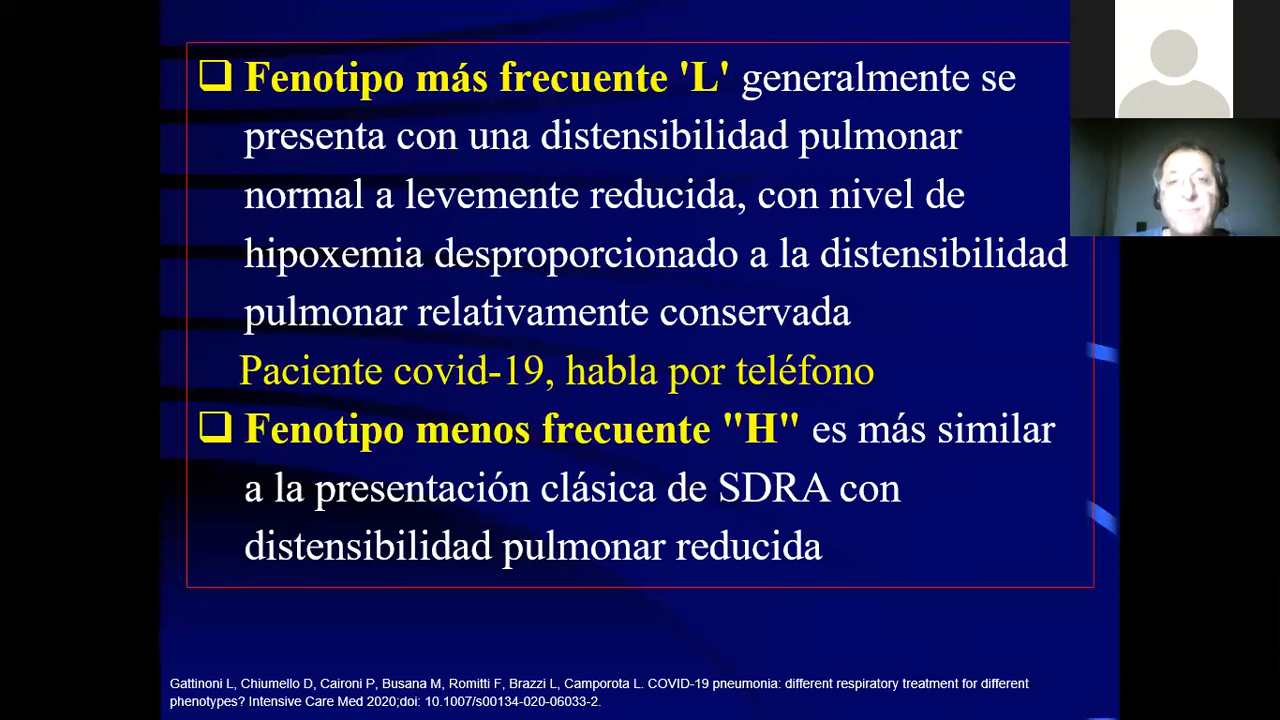 Fenotipo más frecuente 'L' generalmente se
presenta con una distensibilidad pulmonar
normal a levemente reducida, con nivel de
hipoxemia desproporcionado a la distensibilidad
pulmonar relativamente conservada
Paciente covid-19, habla por teléfono
Fenotipo menos frecuente "H" es más similar
a la presentación clásica de SDRA con
distensibilidad pulmonar reducida
Gattinoni L, Chiumello D, Caironi P, Busana M, Romitti F, Brazzi L, Camporota L. COVID-19 pneumonia: different respiratory treatment for different
phenotypes? Intensive Care Med 2020;doi: 10.1007/s00134-020-06033-2.